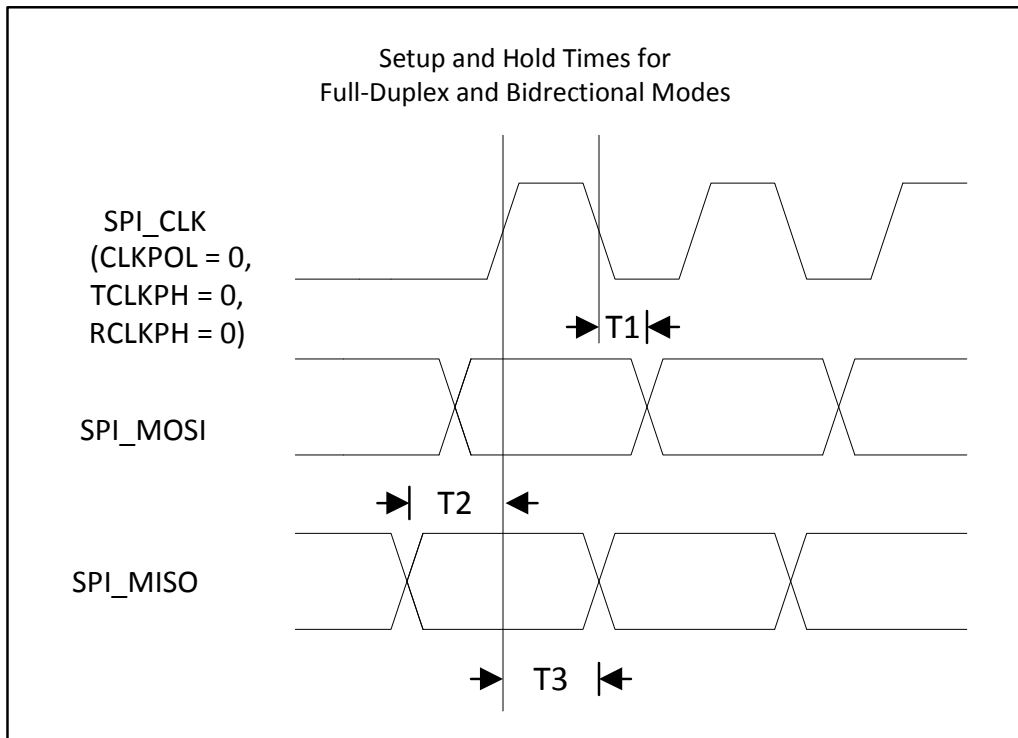 Setup and Hold Times for
Full-Duplex and Bidrectional Modes
SPI_CLK
(CLKPOL = 0,
TCLKPH = 0,
RCLKPH = 0)
T1
SPI_MOSI
T2
SPI_MISO
T3